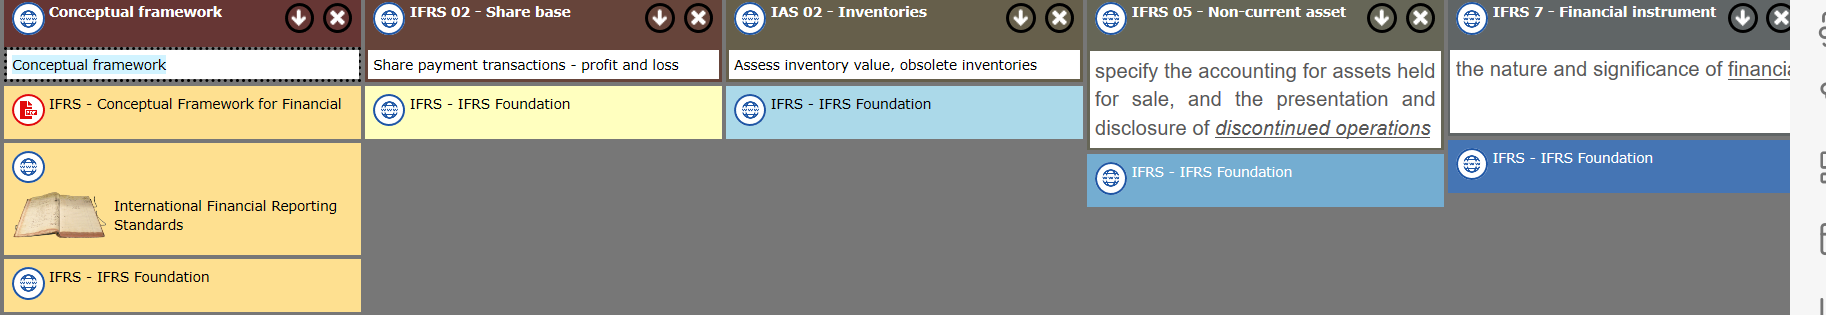 Conceptual framework
Conceptual framework
IFRS - Conceptual Framework for Financial
International Financial Reporting
Standards
IFRS - IFRS Foundation
IFRS 02 - Share base
Share payment transactions - profit and loss
IFRS - IFRS Foundation
IAS 02 - Inventories
Assess inventory value, obsolete inventories
IFRS - IFRS Foundation
IFRS 05 - Non-current asset
specify the accounting for assets held
for sale, and the presentation and
disclosure of discontinued operations
IFRS - IFRS Foundation
IFRS 7 - Financial instrument
the nature and significance of
IFRS - IFRS Foundation